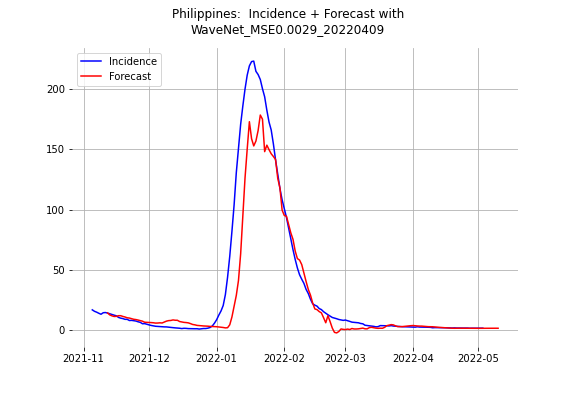 Philippines:  Incidence + Forecast with
WaveNet_MSE0.0029_20220409
Incidence
Forecast
200
150
100
50
0
2021-11 2021-12 2022-01 2022-02 2022-03 2022-04 2022-05